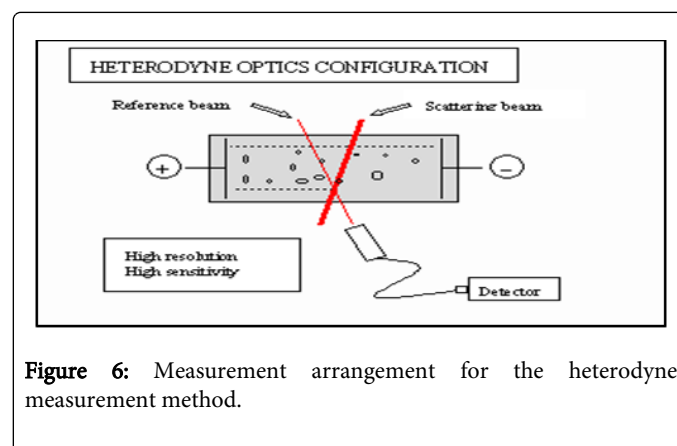 HETERODYNE OPTICS CONFIGURATION
Reference beam
Scattering beam
+
−
High resolution
High sensitivity
Detector
Figure 6: Measurement arrangement for the heterodyne
measurement method.